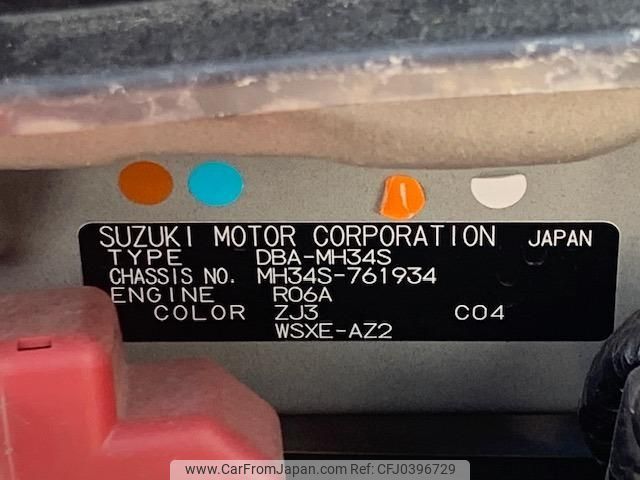 SUZUKI MOTOR CORPORATION JAPAN
TYPE DBA-MH34S
CHASSIS NO. MH34S-761934
ENGINE R06A
COLOR ZJ3 C04
WSXE-AZ2
www.CarFromJapan.com | CFJ0396729